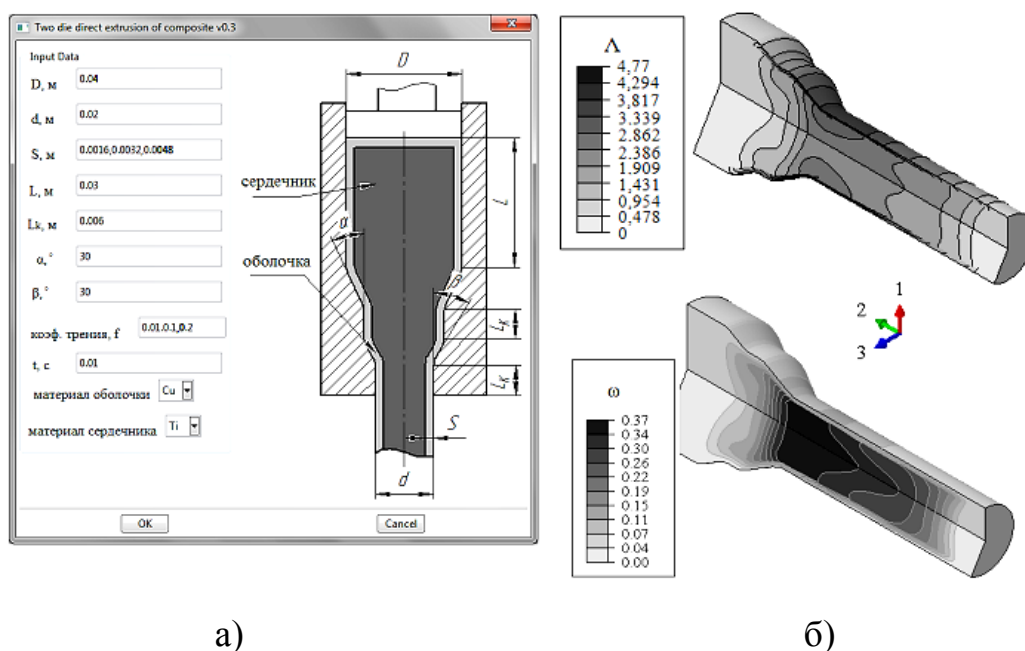 Two die direct extrusion of composite v0.3
Input Data
D, м 0.04
d, м 0.02
S, м 0.0016,0.0032,0.0048
L, м 0.03
Lк, м 0.006
α, ° 30
β, ° 30
коэф. трения, f 0.01.0.1,0.2
t, с 0.01
материал оболочки Cu
материал сердечника Ti
OK Cancel
D
сердечник
α
L
оболочка
β
Lк
Lк
S
d
Λ
4,77
4,294
3,817
3.339
2.862
2.386
1.909
1,431
0,954
0,478
0
1
2
3
ω
0.37
0.34
0.30
0.26
0.22
0.19
0.15
0.11
0.07
0.04
0.00
а) б)